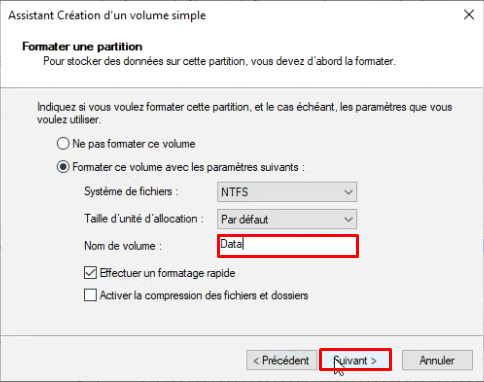 Assistant Création d'un volume simple
Formater une partition
Pour stocker des données sur cette partition, vous devez d'abord la formater.
Indiquez si vous voulez formater cette partition, et le cas échéant, les paramètres que vous
voulez utiliser.
Ne pas formater ce volume
Formater ce volume avec les paramètres suivants :
Système de fichiers : NTFS
Taille d'unité d'allocation : Par défaut
Nom de volume : Data
Effectuer un formatage rapide
Activer la compression des fichiers et dossiers
< Précédent Suivant > Annuler